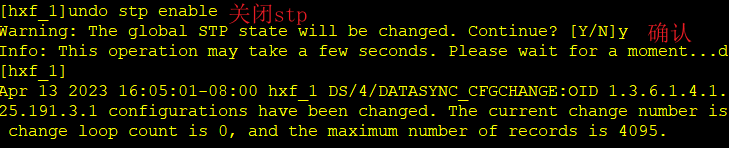 [hxf_1]undo stp enable 关闭stp
Warning: The global STP state will be changed. Continue? [Y/N]y 确认
Info: This operation may take a few seconds. Please wait for a moment...d
[hxf_1]
Apr 13 2023 16:05:01-08:00 hxf_1 DS/4/DATASYNC_CFGCHANGE:OID 1.3.6.1.4.1.
25.191.3.1 configurations have been changed. The current change number is
change loop count is 0, and the maximum number of records is 4095.